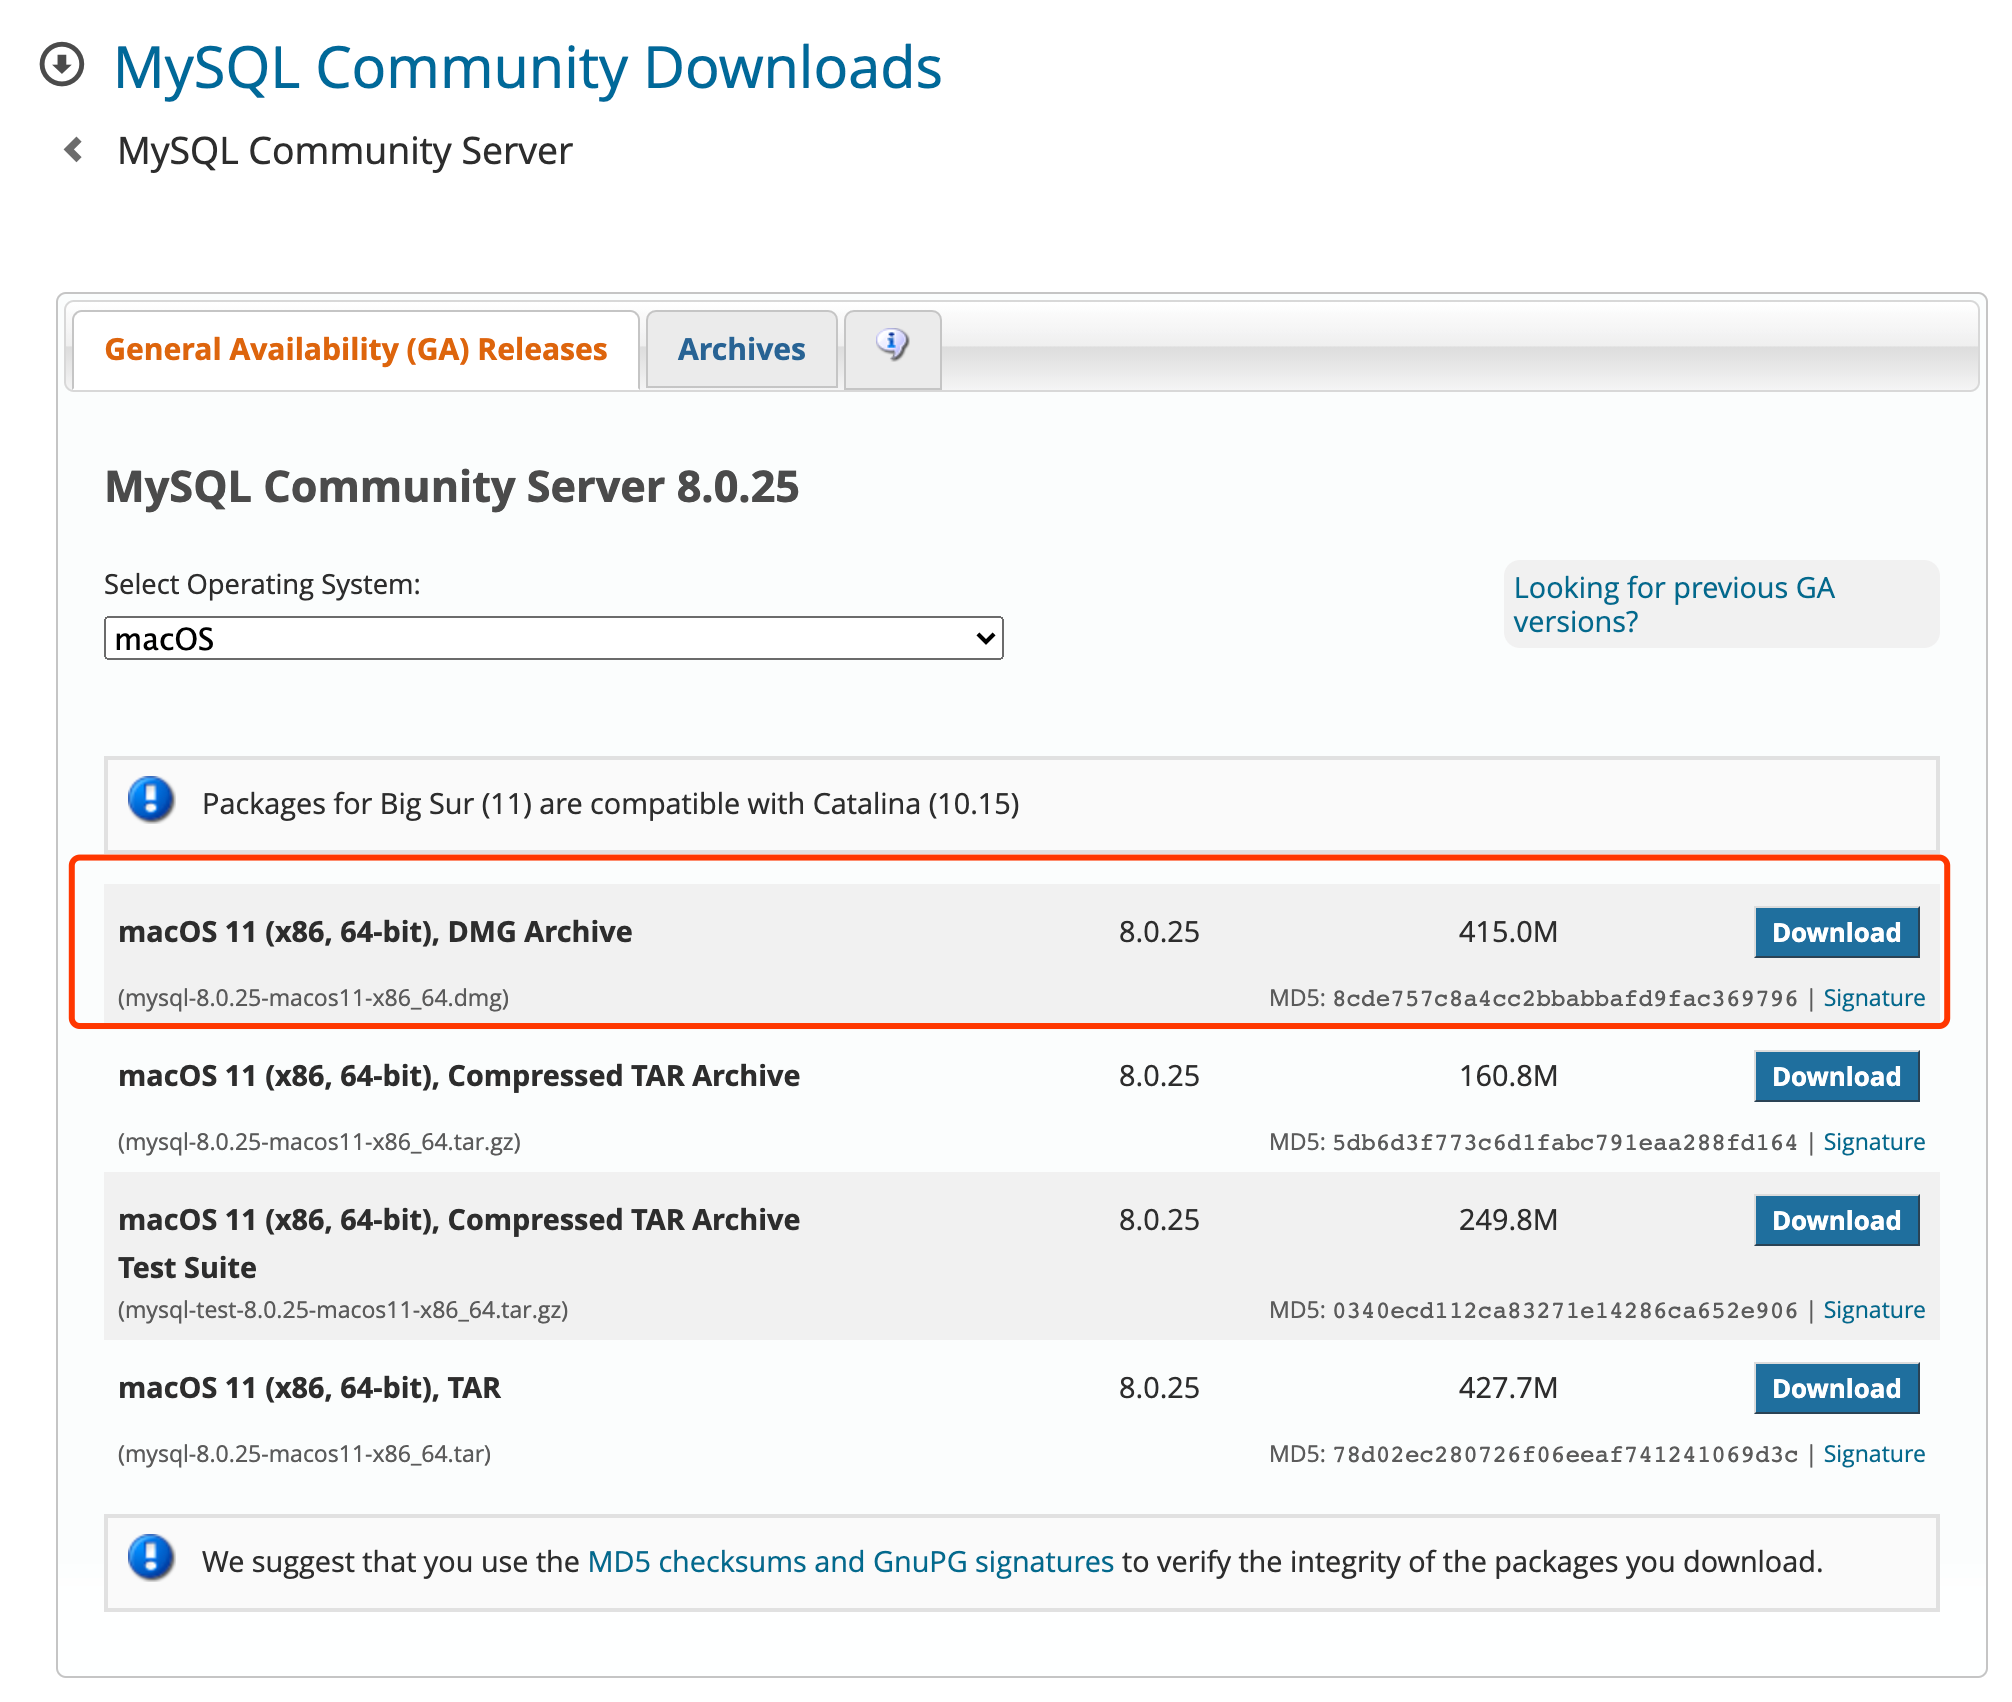 MySQL Community Downloads
MySQL Community Server
General Availability (GA) Releases
Archives
MySQL Community Server 8.0.25
Select Operating System:
macOS
Looking for previous GA
versions?
Packages for Big Sur (11) are compatible with Catalina (10.15)
macOS 11 (x86, 64-bit), DMG Archive 8.0.25 415.0M Download
(mysql-8.0.25-macos11-x86_64.dmg) MD5: 8cde757c8a4cc2bbabbafd9fac369796 | Signature
macOS 11 (x86, 64-bit), Compressed TAR Archive 8.0.25 160.8M Download
(mysql-8.0.25-macos11-x86_64.tar.gz) MD5: 5db6d3f773c6d1fabc791eaa288fd164 | Signature
macOS 11 (x86, 64-bit), Compressed TAR Archive 8.0.25 249.8M Download
Test Suite
(mysql-test-8.0.25-macos11-x86_64.tar.gz) MD5: 0340ecd112ca83271e14286ca652e906 | Signature
macOS 11 (x86, 64-bit), TAR 8.0.25 427.7M Download
(mysql-8.0.25-macos11-x86_64.tar) MD5: 78d02ec280726f06eeaf741241069d3c | Signature
We suggest that you use the MD5 checksums and GnuPG signatures to verify the integrity of the packages you download.